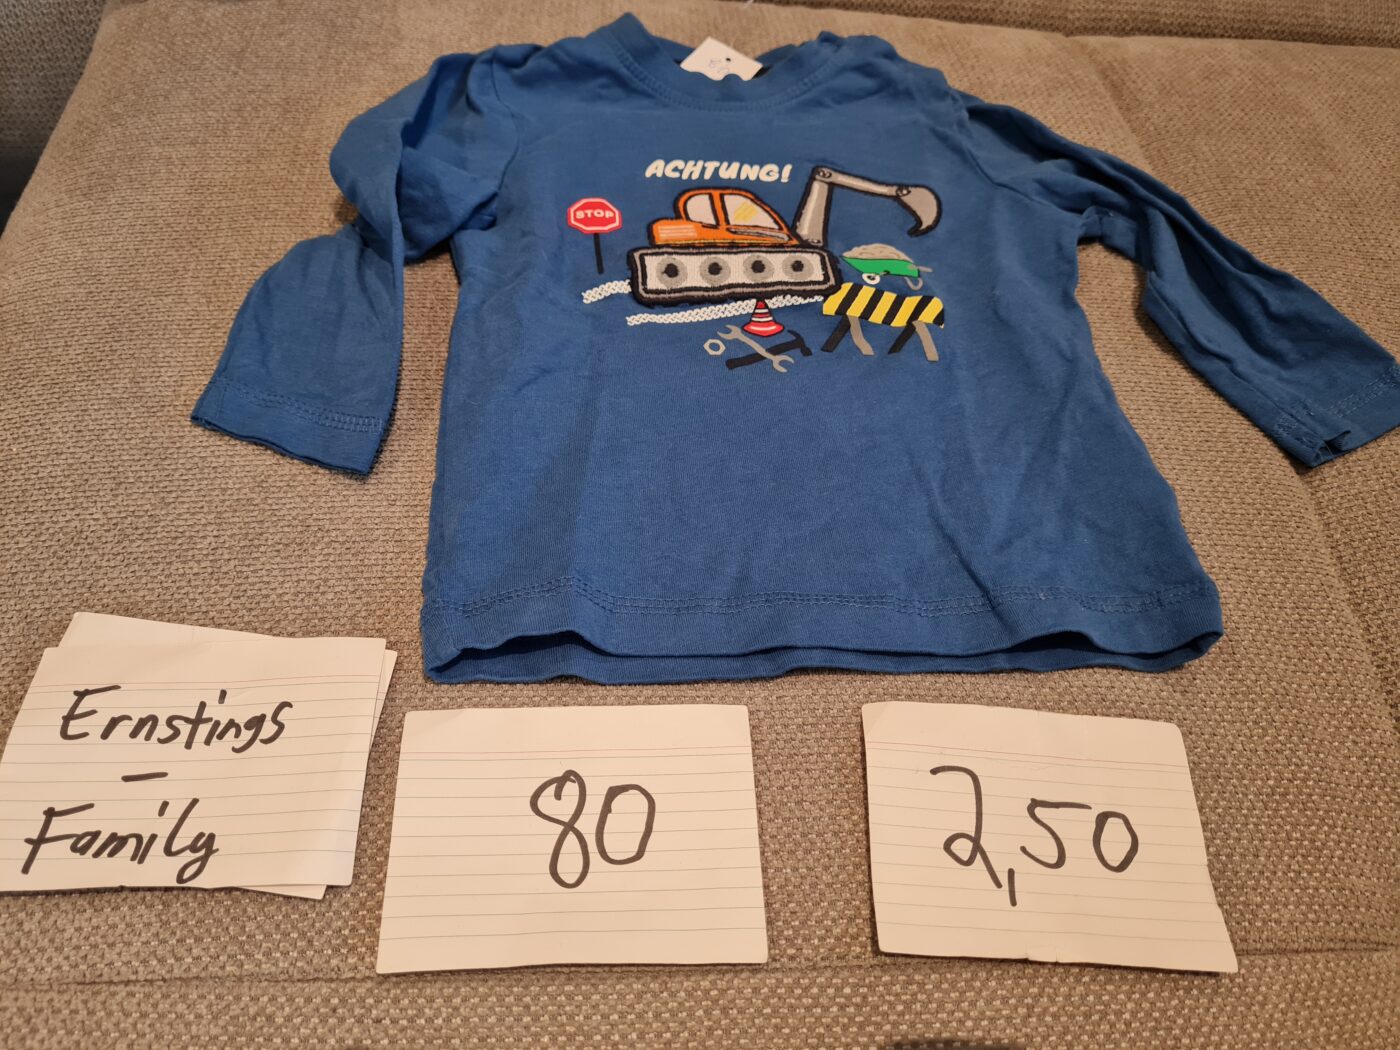 ACHTUNG!
STOP
Ernstings
-
Family
80
2,50